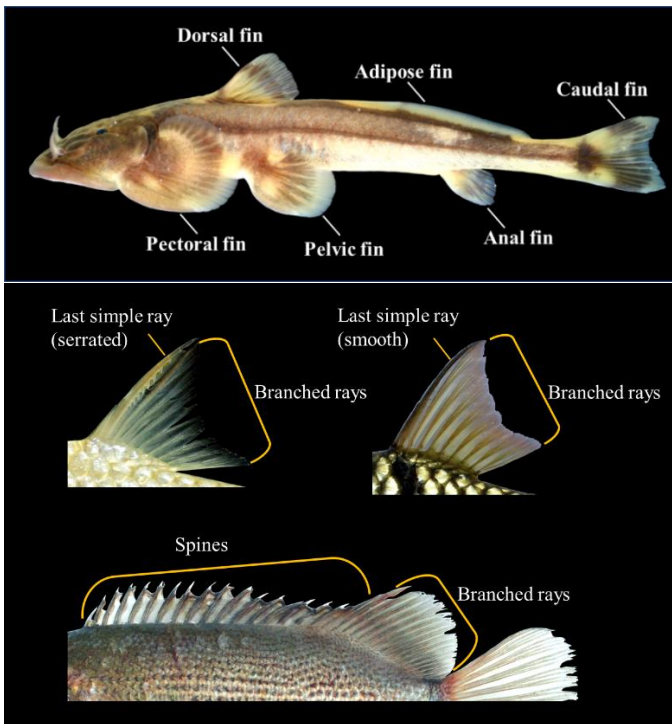 Dorsal fin
Adipose fin
Caudal fin
Pectoral fin
Pelvic fin
Anal fin
Last simple ray
(serrated)
Branched rays
Last simple ray
(smooth)
Branched rays
Spines
Branched rays